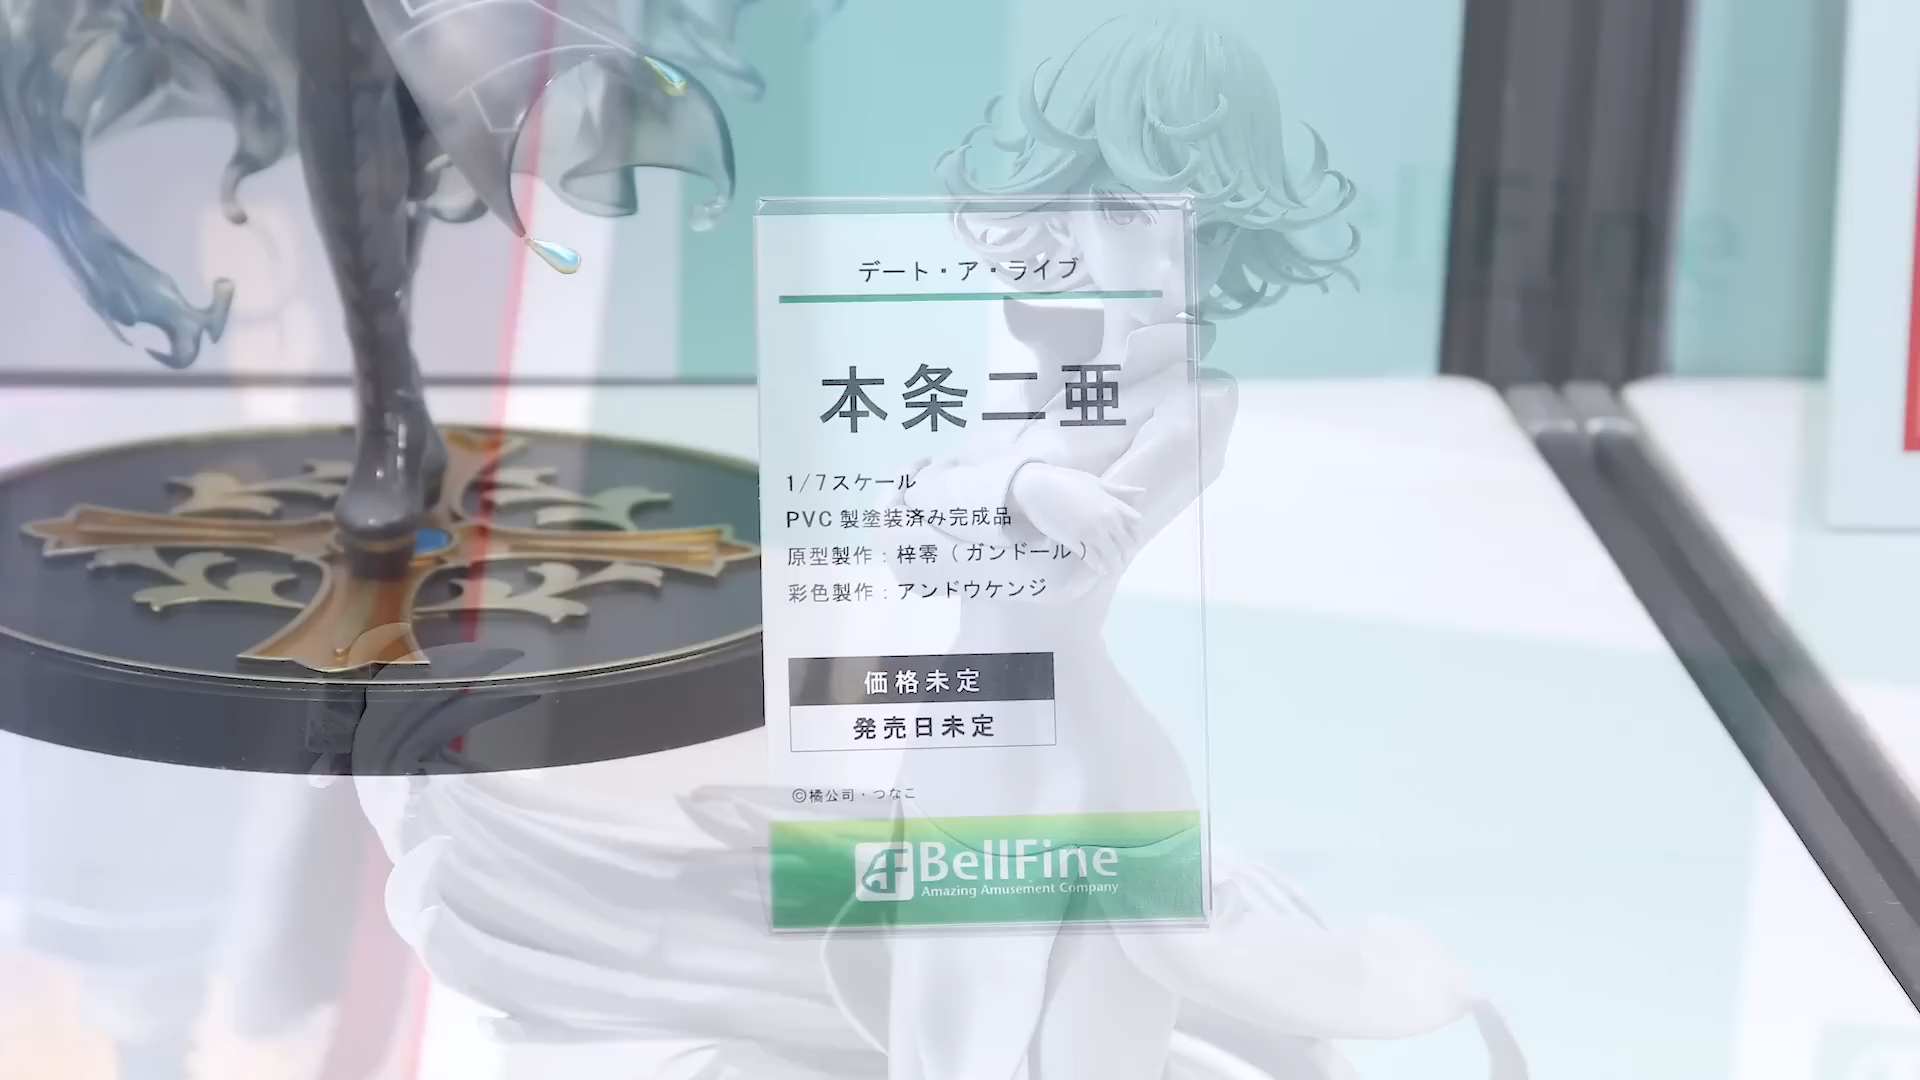 デート・ア・ライブ
本条二亜
1/7スケール
PVC製塗装済み完成品
原型製作:梓零(ガンドール)
彩色製作:アンドウケンジ
価格未定
発売日未定
©橘公司・つなこ
BellFine
Amazing Amusement Company